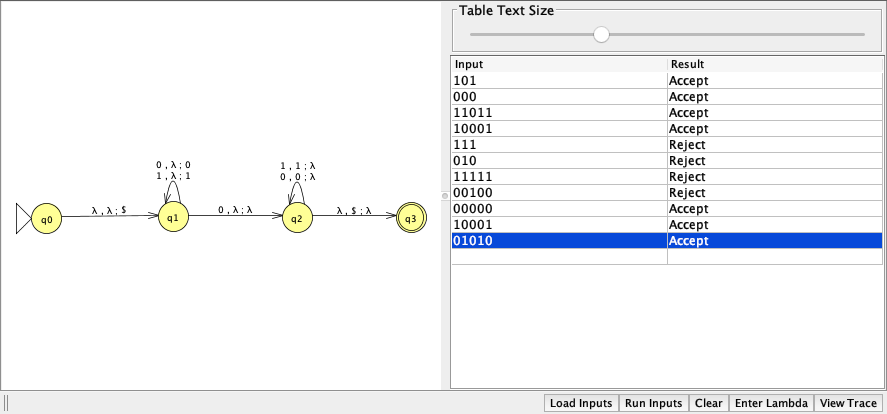 Table Text Size
Input Result
101 Accept
000 Accept
11011 Accept
10001 Accept
111 Reject
010 Reject
11111 Reject
00100 Reject
00000 Accept
10001 Accept
01010 Accept
0 , λ ; 0
1 , λ ; 1
1 , 1 ; λ
0 , 0 ; λ
q0 λ , λ ; $ q1 0 , λ ; λ q2 λ , $ ; λ q3
Load Inputs Run Inputs Clear Enter Lambda View Trace